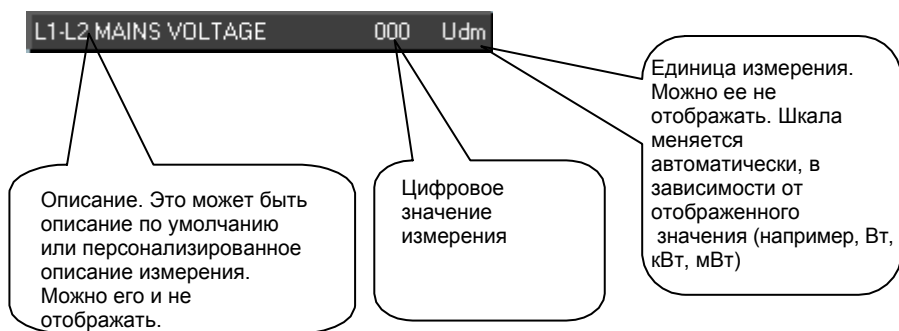 L1-L2 MAINS VOLTAGE 000 Udm
Единица измерения.
Можно ее не
отображать. Шкала
меняется
автоматически, в
зависимости от
отображенного
значения (например, Вт,
кВт, мВт)
Описание. Это может быть
описание по умолчанию
или персонализированное
описание измерения.
Можно его и не
отображать.
Цифровое
значение
измерения